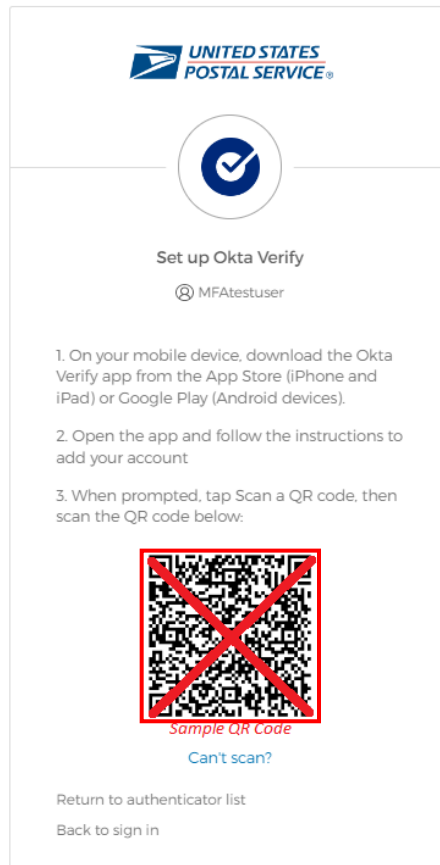 UNITED STATES
POSTAL SERVICE®
Set up Okta Verify
MFAtestuser
1. On your mobile device, download the Okta
Verify app from the App Store (iPhone and
iPad) or Google Play (Android devices).
2. Open the app and follow the instructions to
add your account
3. When prompted, tap Scan a QR code, then
scan the QR code below:
Sample QR Code
Can't scan?
Return to authenticator list
Back to sign in